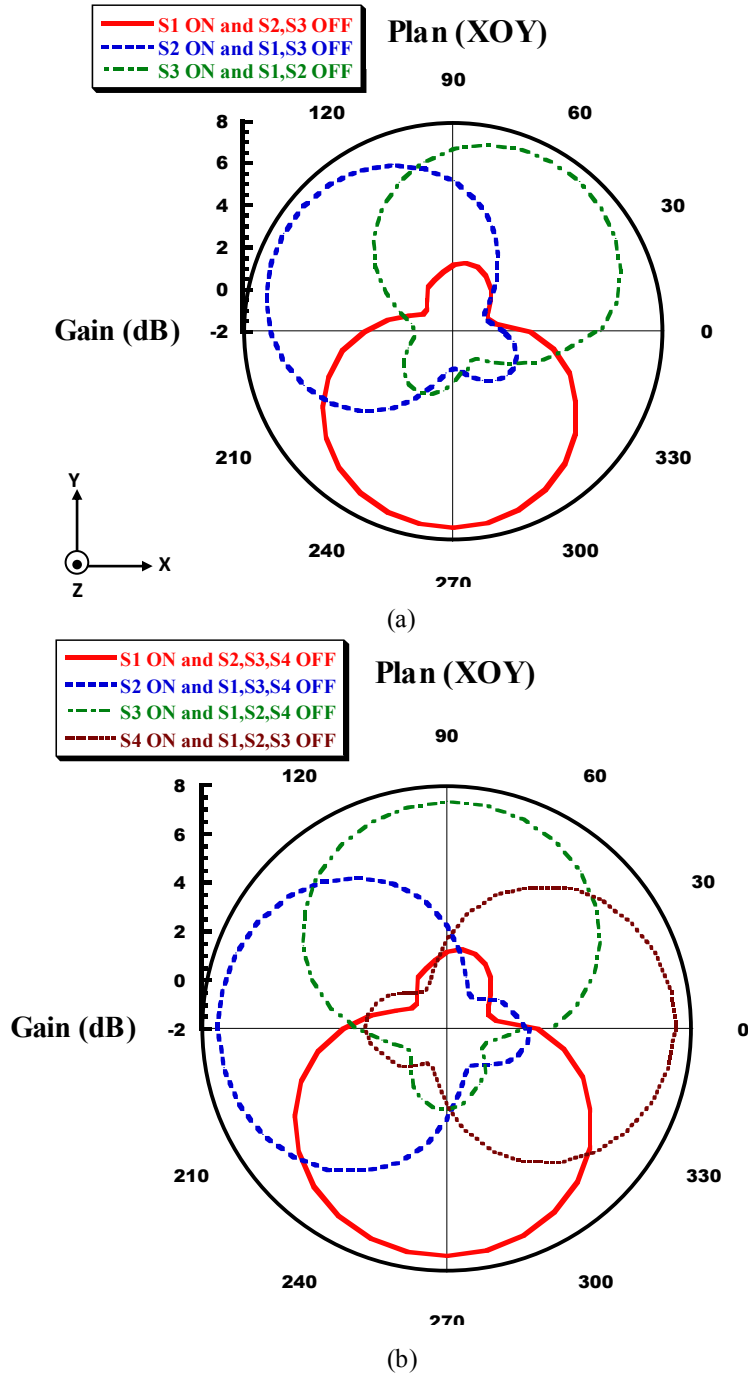 S1 ON and S2,S3 OFF
S2 ON and S1,S3 OFF
S3 ON and S1,S2 OFF
Plan (XOY)
90
120
60
8
6
4
2
0
-2
30
Gain (dB)
0
210
330
Y
X
Z
240
300
270
(a)
S1 ON and S2,S3,S4 OFF
S2 ON and S1,S3,S4 OFF
S3 ON and S1,S2,S4 OFF
S4 ON and S1,S2,S3 OFF
Plan (XOY)
90
120
60
8
7
6
4
2
0
-2
30
Gain (dB)
0
210
330
240
300
270
(b)